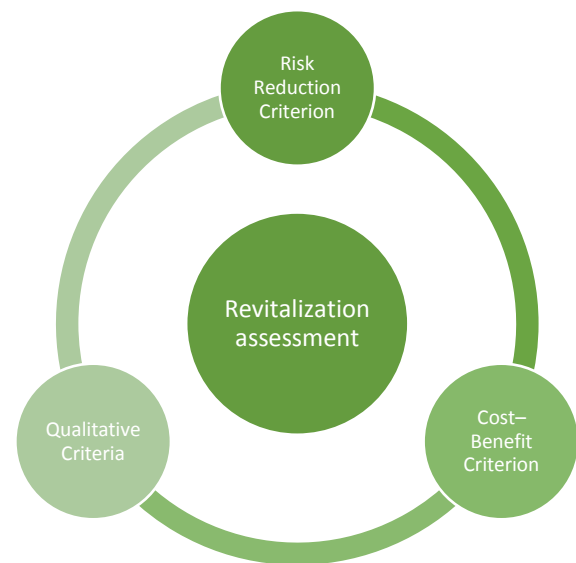 Risk
Reduction
Criterion
Revitalization
assessment
Qualitative
Criteria
Cost–
Benefit
Criterion